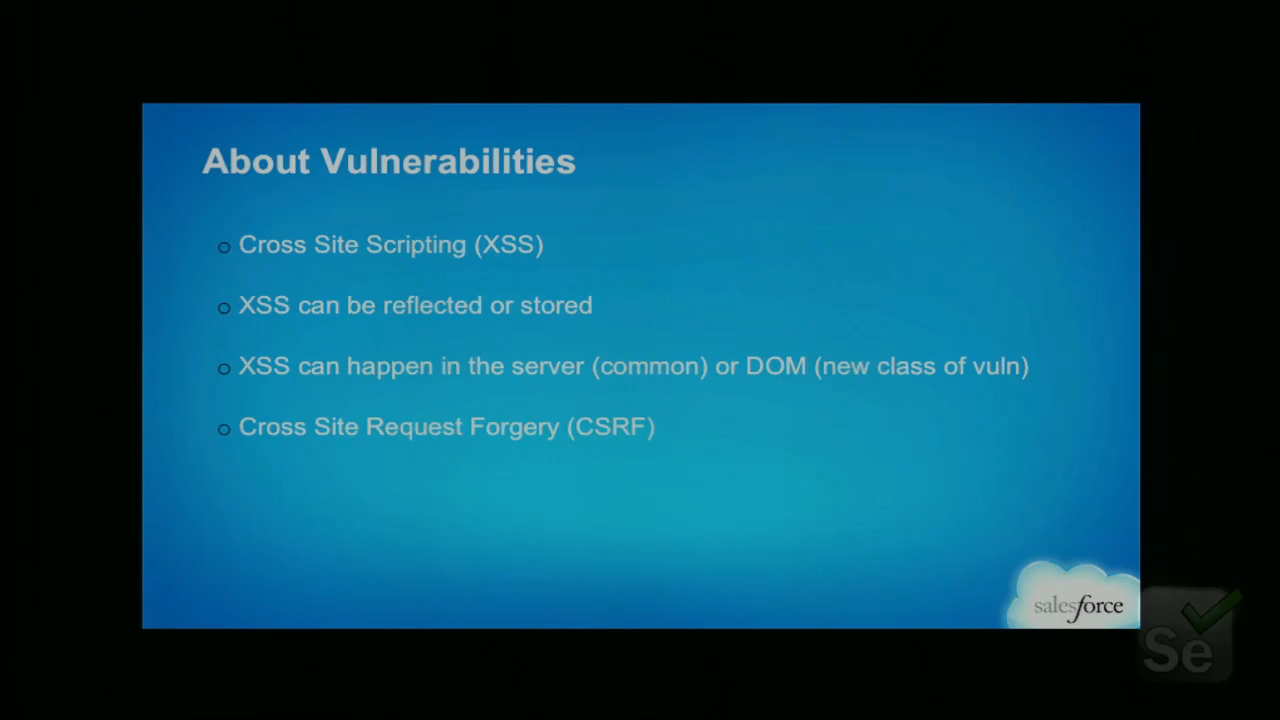 About Vulnerabilities
Cross Site Scripting (XSS)
XSS can be reflected or stored
XSS can happen in the server (common) or DOM (new class of vuln)
Cross Site Request Forgery (CSRF)
salesforce
Se